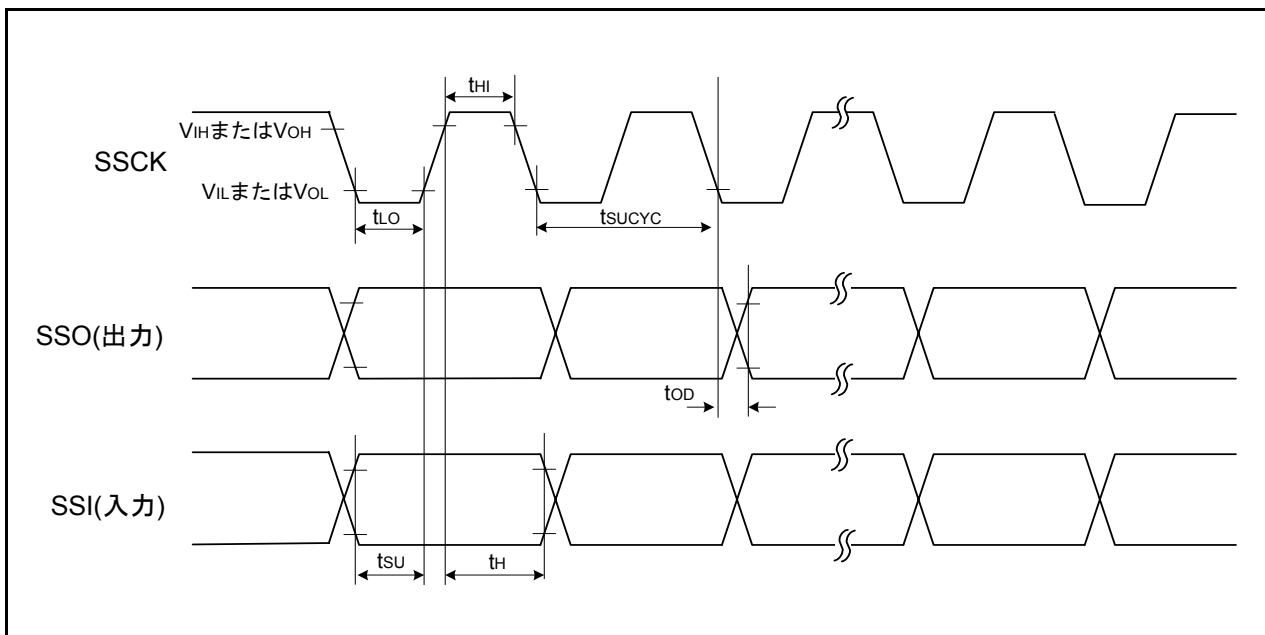 tHI
VIHまたはVOH
SSCK
VILまたはVOL
tLO
tSUCYC
SSO(出力)
tOD
SSI(入力)
tSU
tH